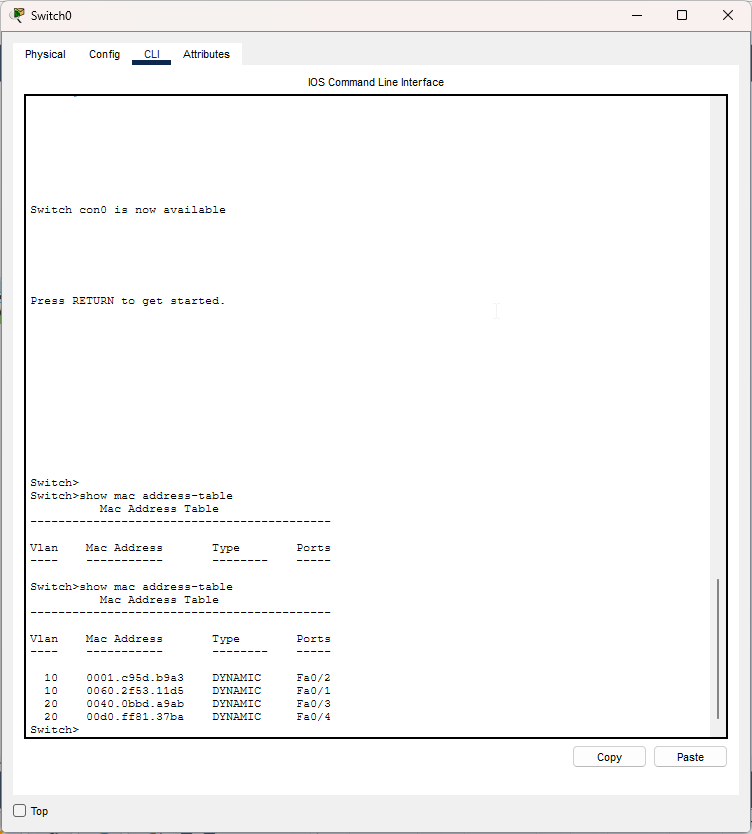 Switch0
Physical Config CLI Attributes
IOS Command Line Interface
Switch con0 is now available
Press RETURN to get started.
Switch>
Switch>show mac address-table
Mac Address Table
-------------------------------------------
Vlan Mac Address Type Ports
---- ----------- -------- -----
Switch>show mac address-table
Mac Address Table
-------------------------------------------
Vlan Mac Address Type Ports
---- ----------- -------- -----
10 0001.c95d.b9a3 DYNAMIC Fa0/2
10 0060.2f53.11d5 DYNAMIC Fa0/1
20 0040.0bbd.a9ab DYNAMIC Fa0/3
20 00d0.ff81.37ba DYNAMIC Fa0/4
Switch>
Copy Paste
Top